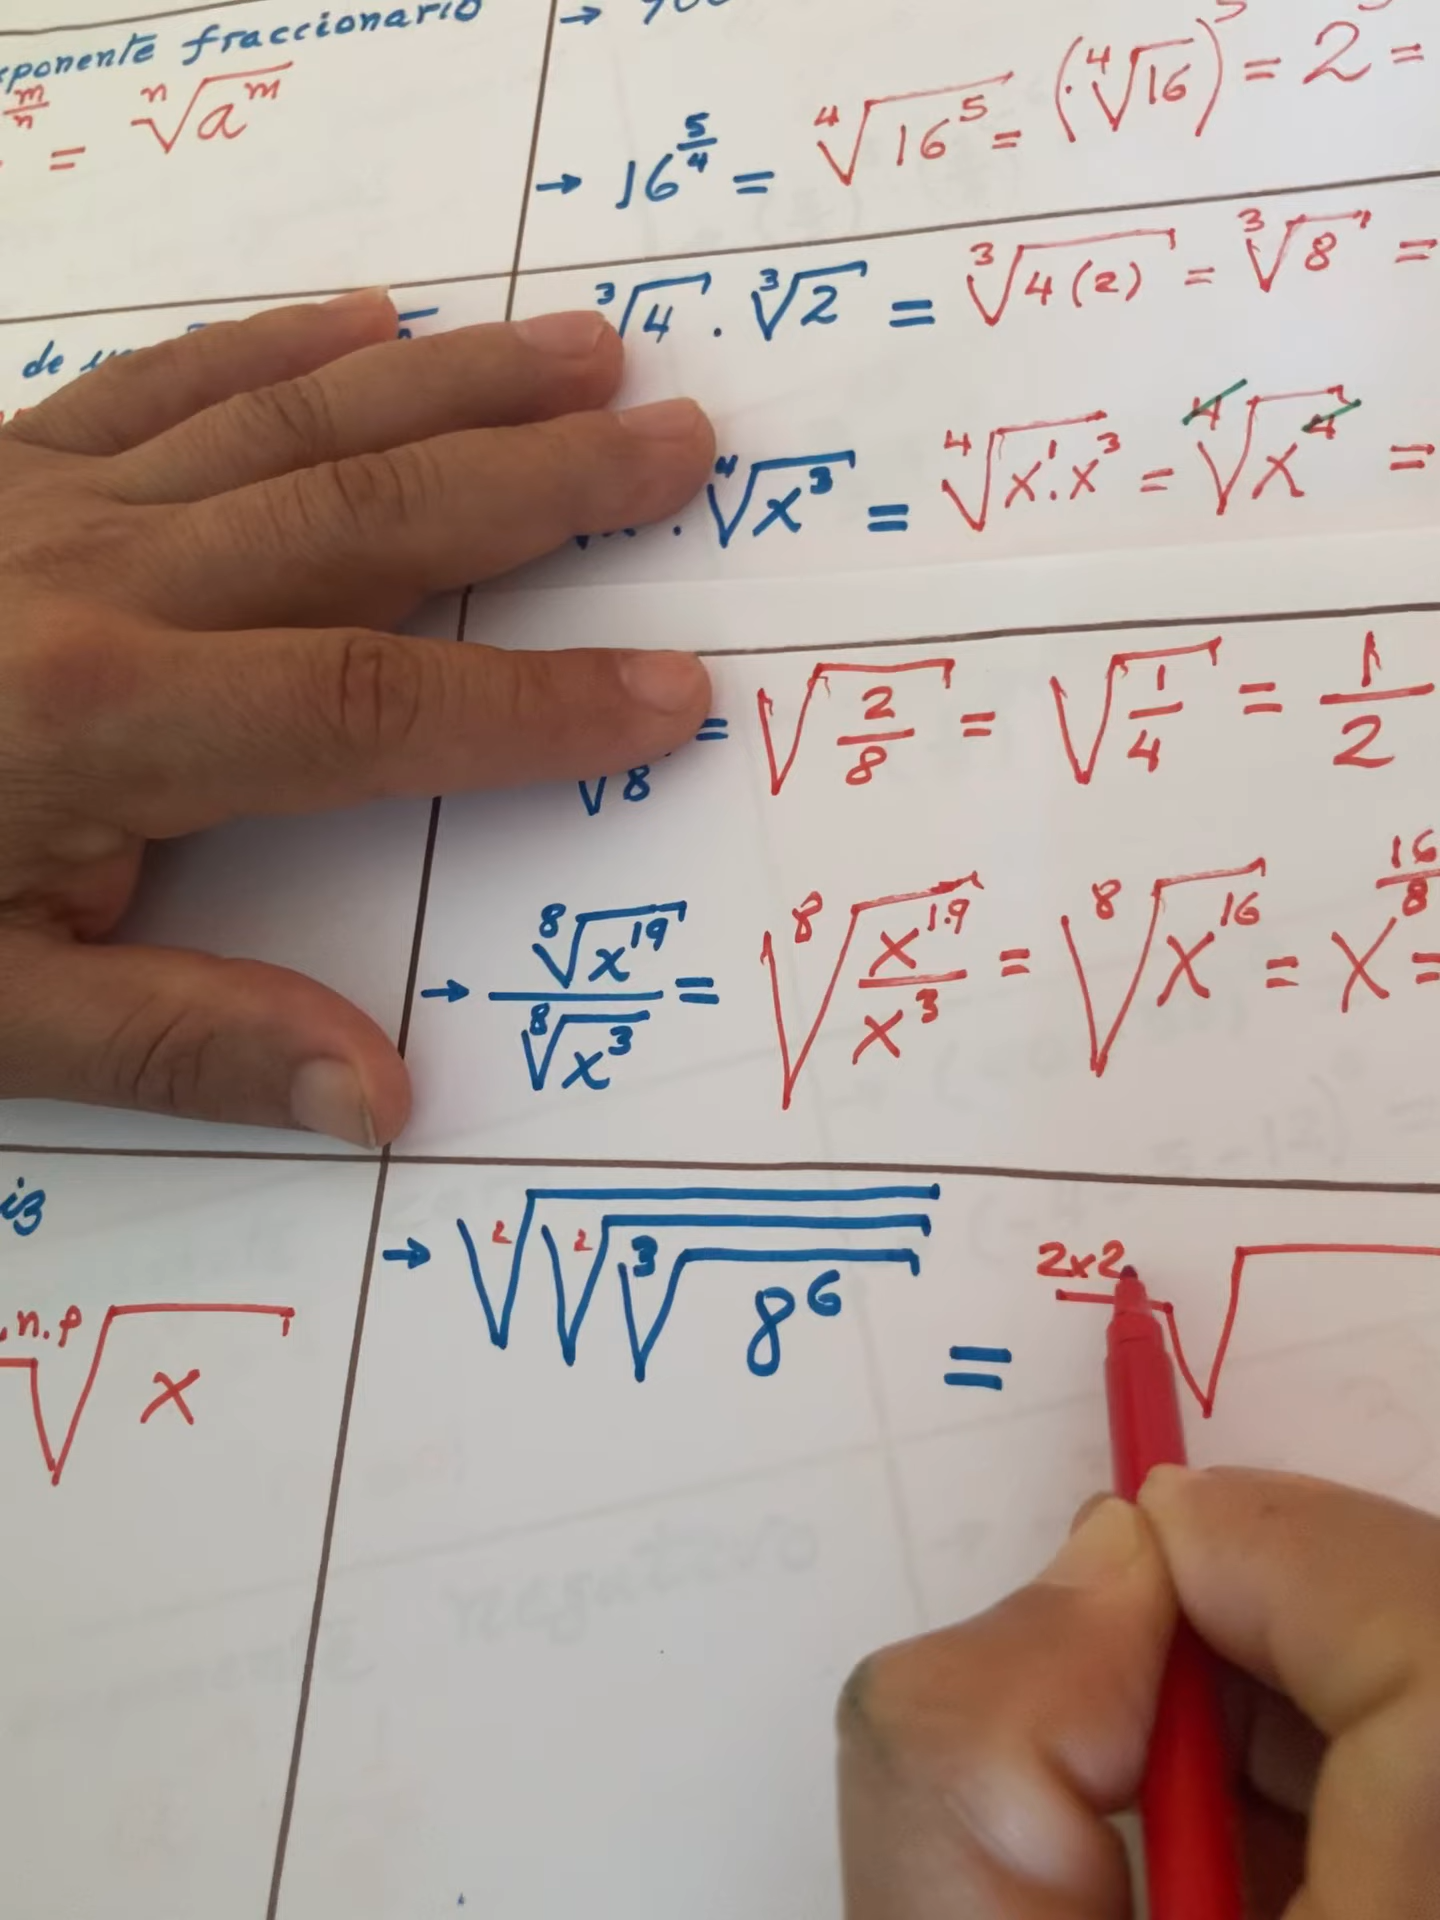 exponente fraccionario
m/n = ⁿ√aᵐ
→ 16^(5/4) = ⁴√16⁵ = (⁴√16)⁵ = 2⁵ =
de
³√4 . ³√2 = ³√4(2) = ³√8 =
. ⁴√x³ = ⁴√x¹.x³ = ⁴√x⁴ =
√8 = √(2/8) = √(1/4) = 1/2
→ ⁸√x¹⁹ / ⁸√x³ = ⁸√(x¹⁹/x³) = ⁸√x¹⁶ = x^(16/8) =
→ ²√²√³√8⁶ = 2x2 √
.n.p √x